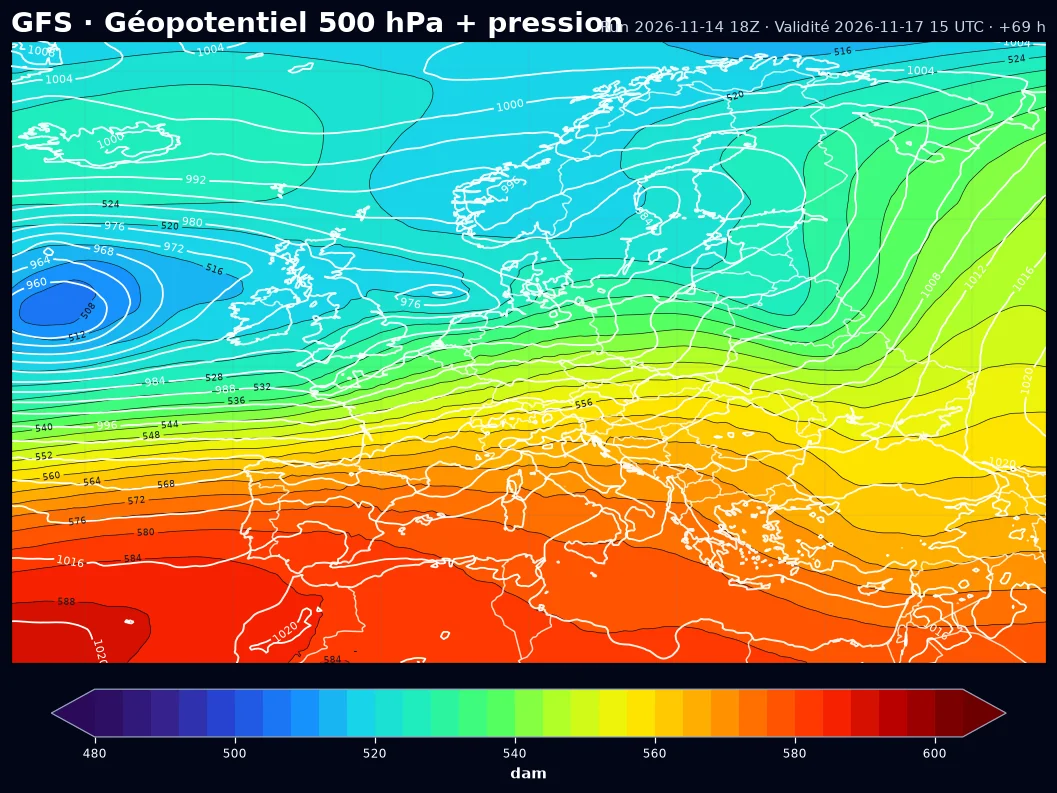 GFS · Géopotentiel 500 hPa + pression
Run 2026-11-14 18Z · Validité 2026-11-17 15 UTC · +69 h
1008 1004 516 1004
1004 1004 524
1000 520
1000
992 996
524
976 520 980 984
968 972
964 516 1008 1012 1016
960 976
508
512
984 528 1020
988 532
536 556
540 996 544
548
552 1020
560 564 568
572
576
580
1016 584
588
1020 1016
1020
584
480 500 520 540 560 580 600
dam